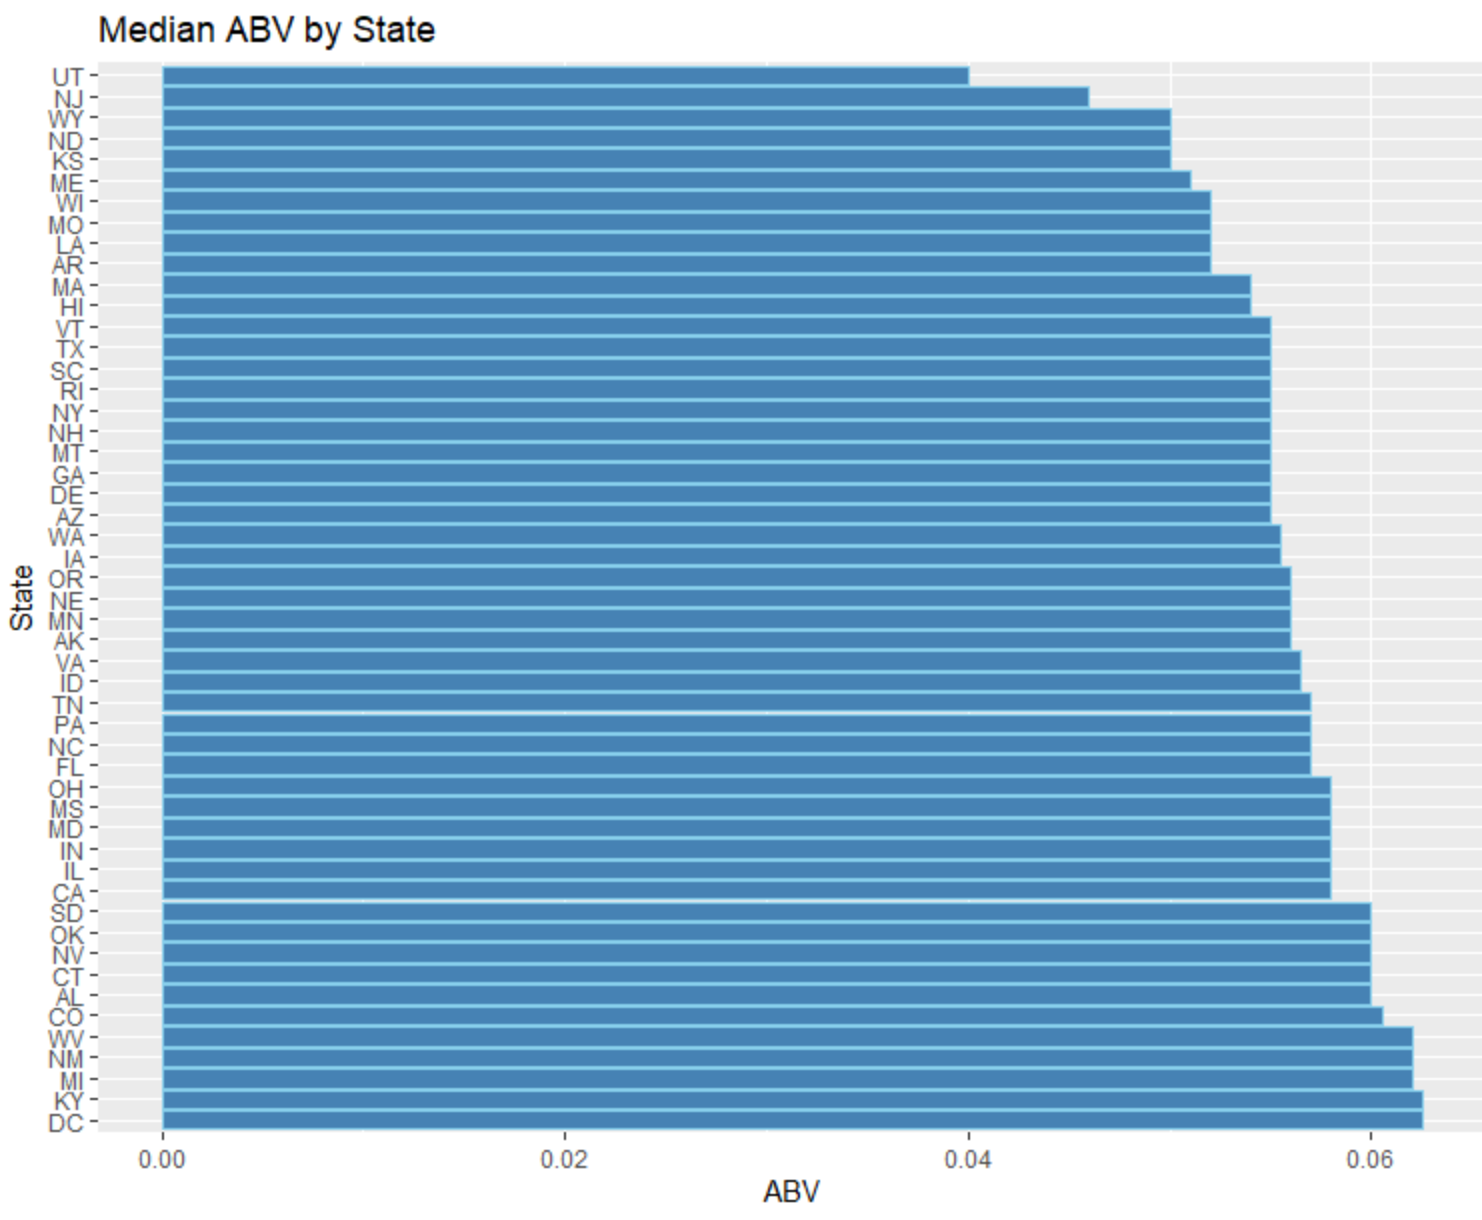 Median ABV by State
UT
NJ
WY
ND
KS
ME
WI
MO
LA
AR
MA
HI
VT
TX
SC
RI
NY
NH
MT
GA
DE
AZ
WA
IA
OR
NE
MN
AK
VA
ID
TN
PA
NC
FL
OH
MS
MD
IN
IL
CA
SD
OK
NV
CT
AL
CO
WV
NM
MI
KY
DC
State
0.00 0.02 0.04 0.06
ABV